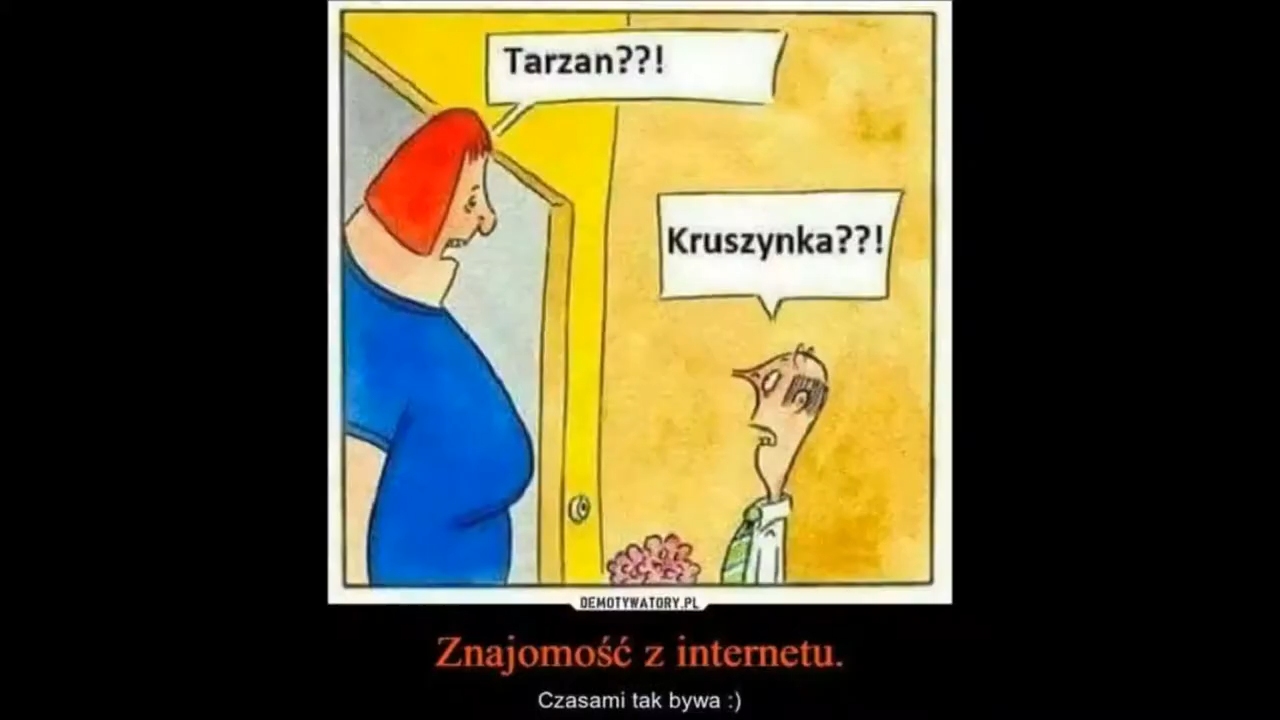 Tarzan??!
Kruszynka??!
DEMOTYWATORY.PL
Znajomość z internetu.
Czasami tak bywa :)